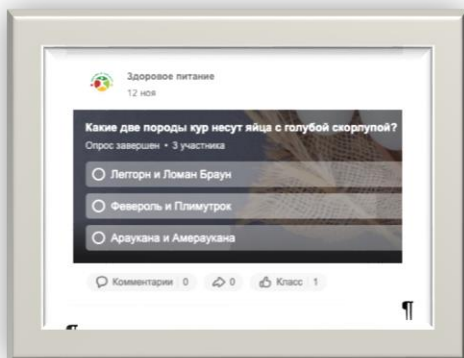 Здоровое питание
12 ноя
Какие две породы кур несут яйца с голубой скорлупой?
Опрос завершен • 3 участника
Леггорн и Ломан Браун
Февероль и Плимутрок
Араукана и Амераукана
Комментарии 0 0 Класс 1
¶
¶